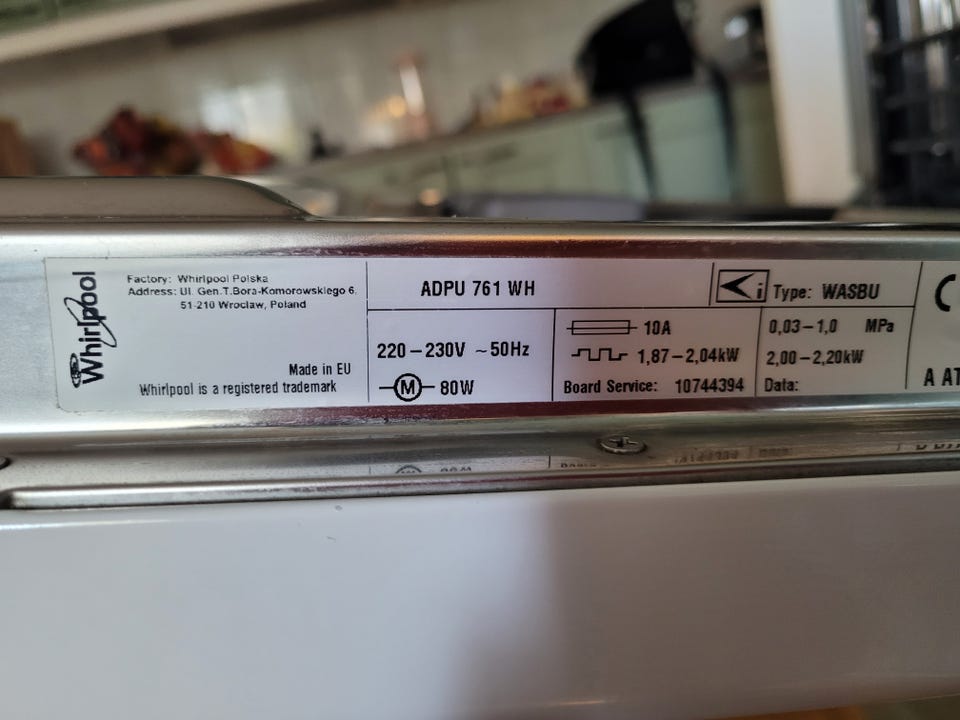 Whirlpool
Factory: Whirlpool Polska
Address: Ul. Gen.T.Bora-Komorowskiego 6.
51-210 Wroclaw, Poland
Made in EU
Whirlpool is a registered trademark
ADPU 761 WH
220-230V ~50Hz
M 80W
i Type: WASBU
10A
1,87-2,04kW
Board Service: 10744394
0,03-1,0 MPa
2,00-2,20kW
Data:
A AT